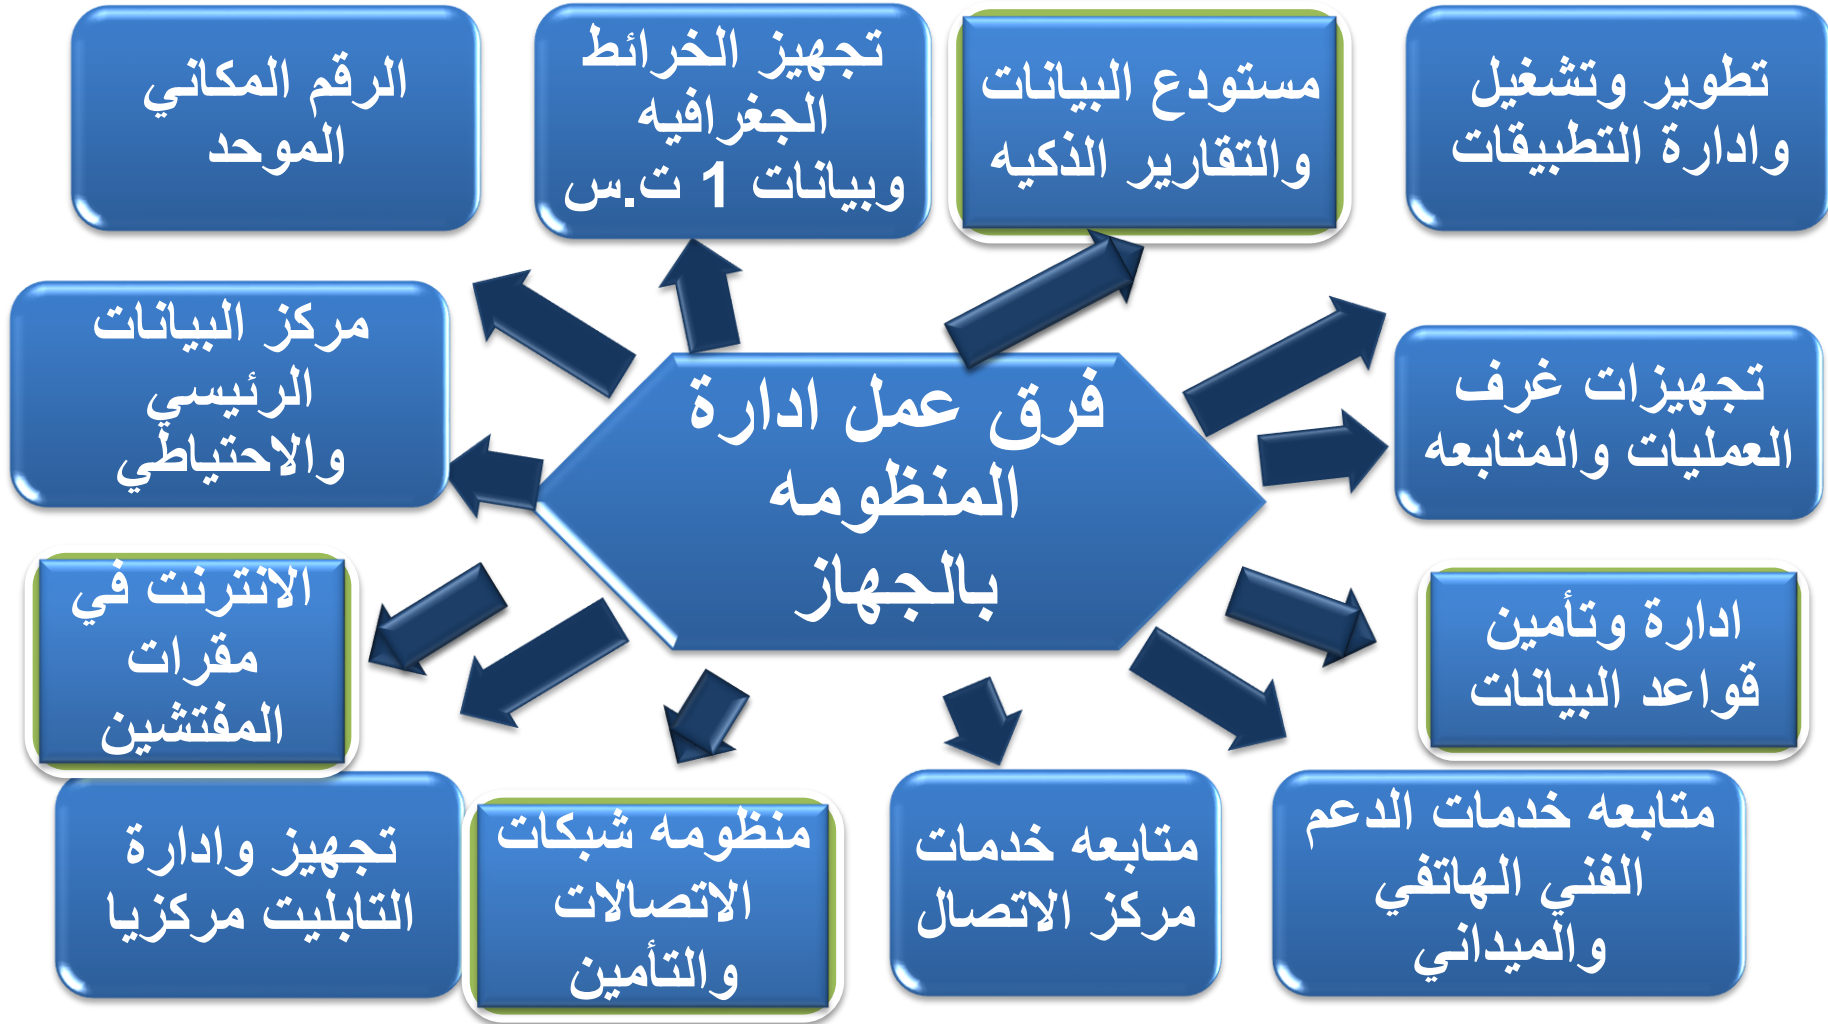 تطوير وتشغيل
وادارة التطبيقات
مستودع البيانات
والتقارير الذكيه
تجهيز الخرائط
الجغرافيه
وبيانات 1 ت.س
الرقم المكاني
الموحد
تجهيزات غرف
العمليات والمتابعه
فرق عمل ادارة
المنظومه
بالجهاز
مركز البيانات
الرئيسي
والاحتياطي
ادارة وتأمين
قواعد البيانات
الانترنت في
مقرات
المفتشين
متابعه خدمات الدعم
الفني الهاتفي
والميداني
متابعه خدمات
مركز الاتصال
منظومه شبكات
الاتصالات
والتأمين
تجهيز وادارة
التابليت مركزيا